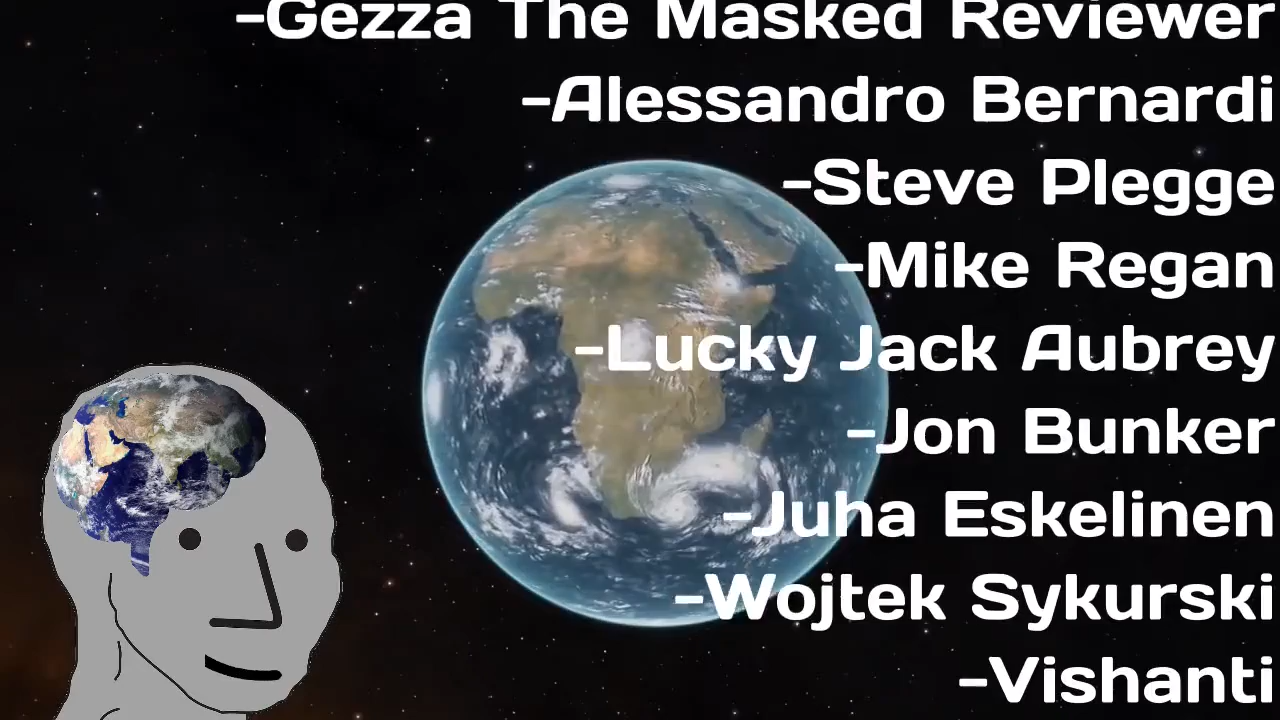 -Gezza The Masked Reviewer
-Alessandro Bernardi
-Steve Plegge
-Mike Regan
-Lucky Jack Aubrey
-Jon Bunker
-Juha Eskelinen
-Wojtek Sykurski
-Vishanti